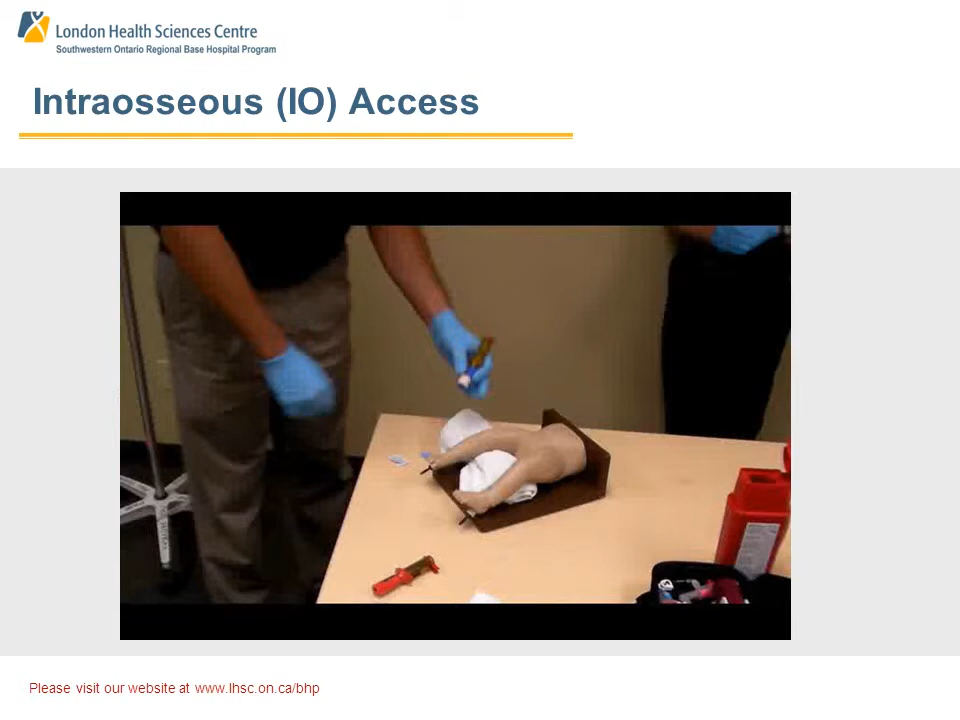 London Health Sciences Centre
Southwestern Ontario Regional Base Hospital Program
Intraosseous (IO) Access
Please visit our website at www.lhsc.on.ca/bhp